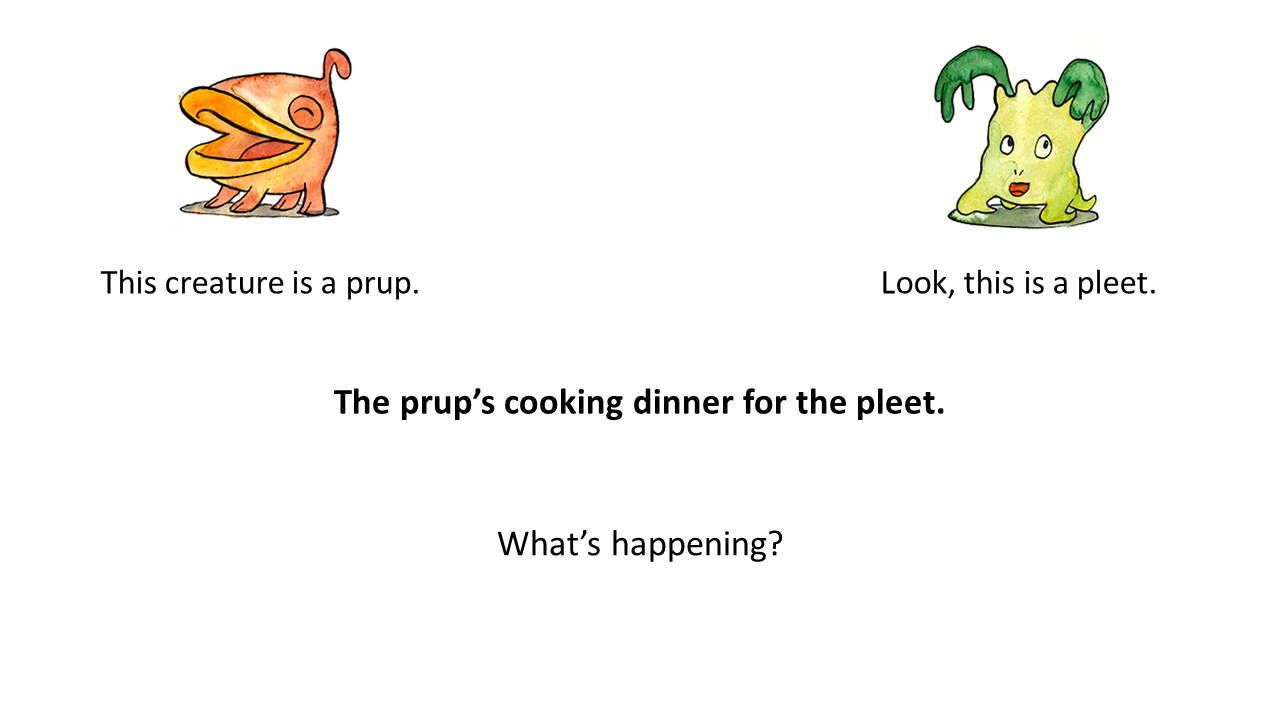 This creature is a prup.
Look, this is a pleet.
The prup’s cooking dinner for the pleet.
What’s happening?